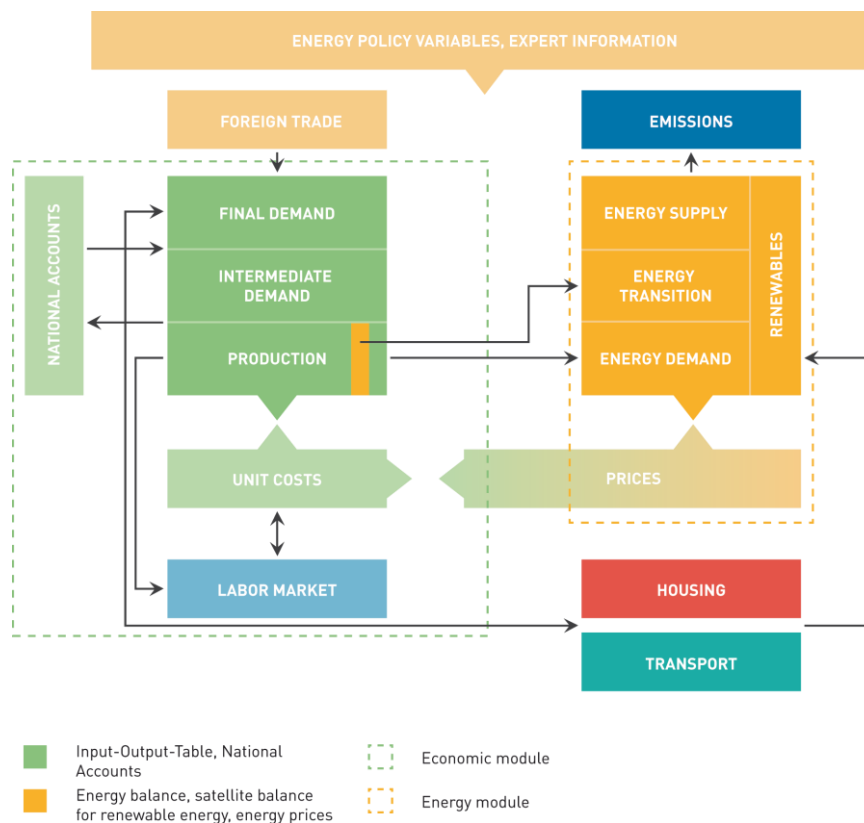 ENERGY POLICY VARIABLES, EXPERT INFORMATION
FOREIGN TRADE
EMISSIONS
NATIONAL ACCOUNTS
FINAL DEMAND
INTERMEDIATE
DEMAND
PRODUCTION
ENERGY SUPPLY
ENERGY
TRANSITION
ENERGY DEMAND
RENEWABLES
UNIT COSTS
PRICES
LABOR MARKET
HOUSING
TRANSPORT
Input-Output-Table, National
Accounts
Energy balance, satellite balance
for renewable energy, energy prices
Economic module
Energy module